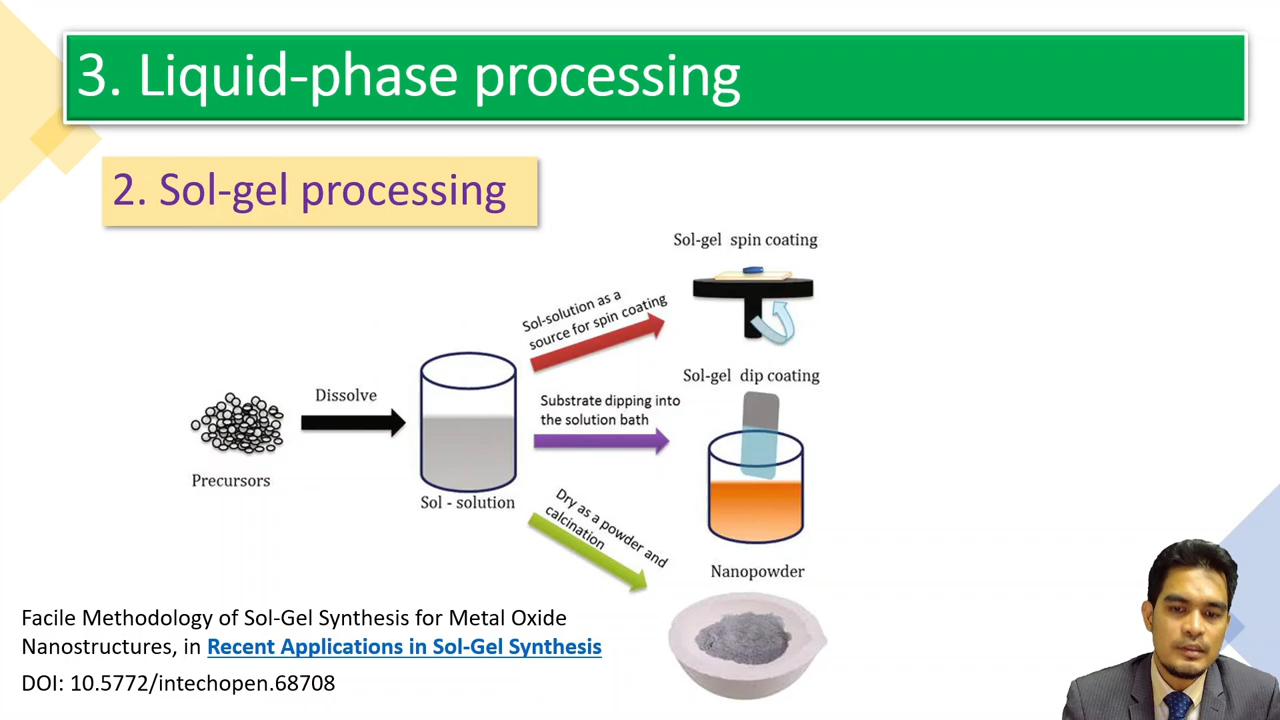 3. Liquid-phase processing
2. Sol-gel processing
Sol-gel spin coating
Sol-solution as a
source for spin coating
Sol-gel dip coating
Dissolve
Substrate dipping into
the solution bath
Precursors
Sol - solution
Dry as a powder and
calcination
Nanopowder
Facile Methodology of Sol-Gel Synthesis for Metal Oxide
Nanostructures, in Recent Applications in Sol-Gel Synthesis
DOI: 10.5772/intechopen.68708